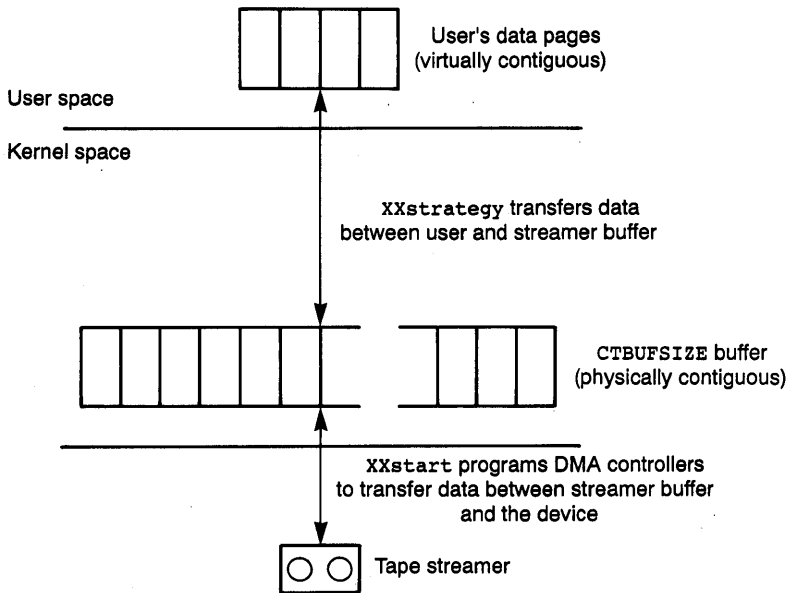 User's data pages
(virtually contiguous)
User space
Kernel space
XXstrategy transfers data
between user and streamer buffer
CTBUFSIZE buffer
(physically contiguous)
XXstart programs DMA controllers
to transfer data between streamer buffer
and the device
Tape streamer